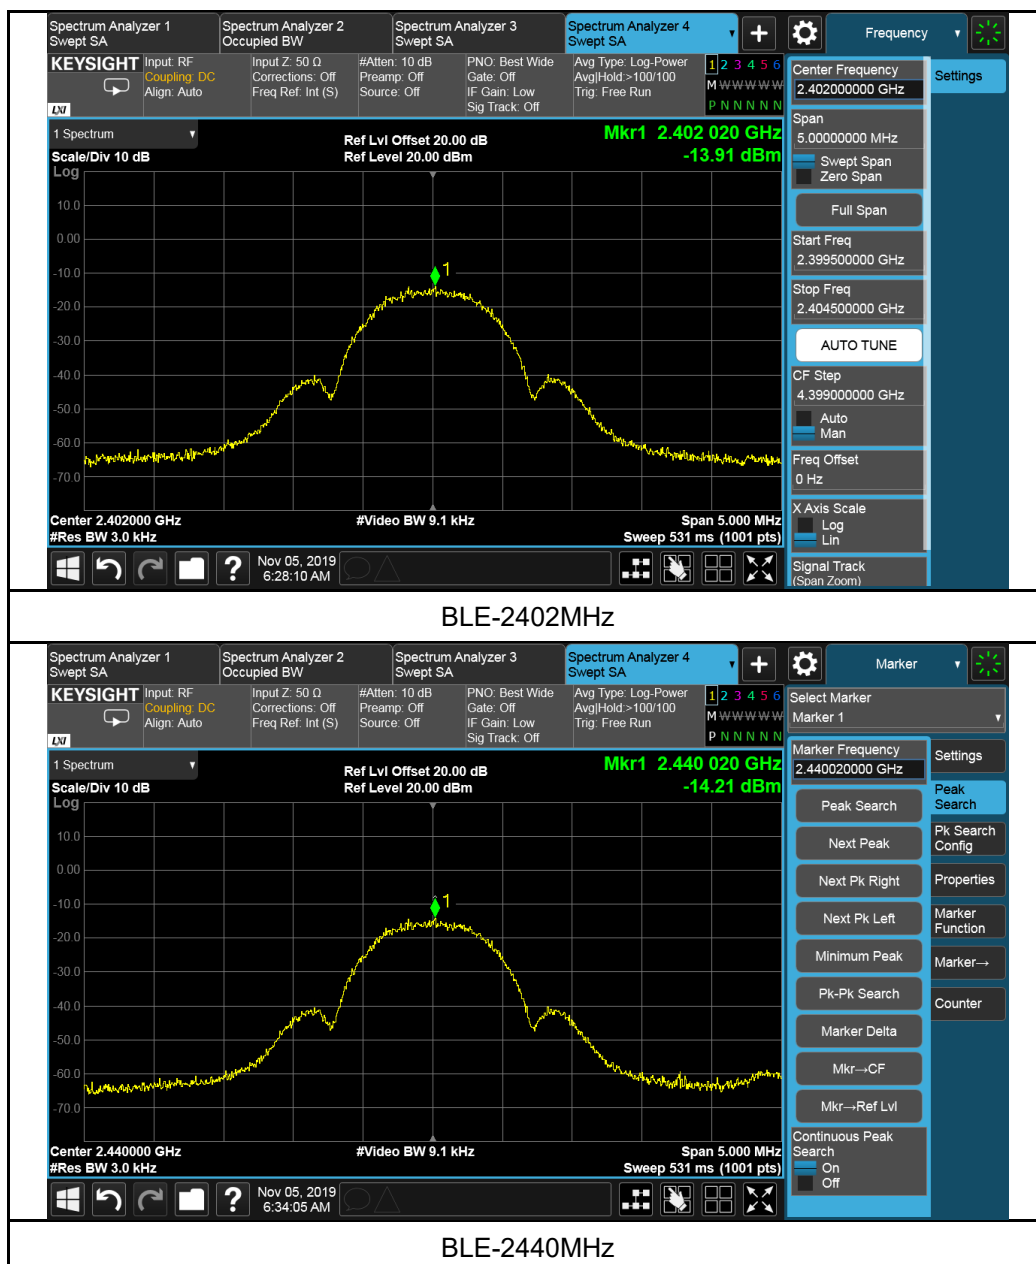 Spectrum Analyzer 1
Swept SA
Spectrum Analyzer 2
Occupied BW
Spectrum Analyzer 3
Swept SA
Spectrum Analyzer 4
Swept SA
Frequency
KEYSIGHT
LXI
Input: RF
Coupling: DC
Align: Auto
Input Z: 50 Ω
Corrections: Off
Freq Ref: Int (S)
#Atten: 10 dB
Preamp: Off
Source: Off
PNO: Best Wide
Gate: Off
IF Gain: Low
Sig Track: Off
Avg Type: Log-Power
Avg|Hold:>100/100
Trig: Free Run
1 2 3 4 5 6
M W W W W W
P N N N N N
1 Spectrum
Scale/Div 10 dB
Ref Lvl Offset 20.00 dB
Ref Level 20.00 dBm
Mkr1 2.402 020 GHz
-13.91 dBm
Log
10.0
0.00
-10.0
-20.0
-30.0
-40.0
-50.0
-60.0
-70.0
1
Center 2.402000 GHz
#Res BW 3.0 kHz
#Video BW 9.1 kHz
Span 5.000 MHz
Sweep 531 ms (1001 pts)
Nov 05, 2019
6:28:10 AM
Center Frequency
2.402000000 GHz
Settings
Span
5.00000000 MHz
Swept Span
Zero Span
Full Span
Start Freq
2.399500000 GHz
Stop Freq
2.404500000 GHz
AUTO TUNE
CF Step
4.399000000 GHz
Auto
Man
Freq Offset
0 Hz
X Axis Scale
Log
Lin
Signal Track
(Span Zoom)
BLE-2402MHz
Spectrum Analyzer 1
Swept SA
Spectrum Analyzer 2
Occupied BW
Spectrum Analyzer 3
Swept SA
Spectrum Analyzer 4
Swept SA
Marker
KEYSIGHT
LXI
Input: RF
Coupling: DC
Align: Auto
Input Z: 50 Ω
Corrections: Off
Freq Ref: Int (S)
#Atten: 10 dB
Preamp: Off
Source: Off
PNO: Best Wide
Gate: Off
IF Gain: Low
Sig Track: Off
Avg Type: Log-Power
Avg|Hold:>100/100
Trig: Free Run
1 2 3 4 5 6
M W W W W W
P N N N N N
1 Spectrum
Scale/Div 10 dB
Ref Lvl Offset 20.00 dB
Ref Level 20.00 dBm
Mkr1 2.440 020 GHz
-14.21 dBm
Log
10.0
0.00
-10.0
-20.0
-30.0
-40.0
-50.0
-60.0
-70.0
1
Center 2.440000 GHz
#Res BW 3.0 kHz
#Video BW 9.1 kHz
Span 5.000 MHz
Sweep 531 ms (1001 pts)
Nov 05, 2019
6:34:05 AM
Select Marker
Marker 1
Marker Frequency
2.440020000 GHz
Settings
Peak Search
Peak
Search
Next Peak
Pk Search
Config
Next Pk Right
Properties
Next Pk Left
Marker
Function
Minimum Peak
Marker→
Pk-Pk Search
Counter
Marker Delta
Mkr→CF
Mkr→Ref Lvl
Continuous Peak
Search
On
Off
BLE-2440MHz